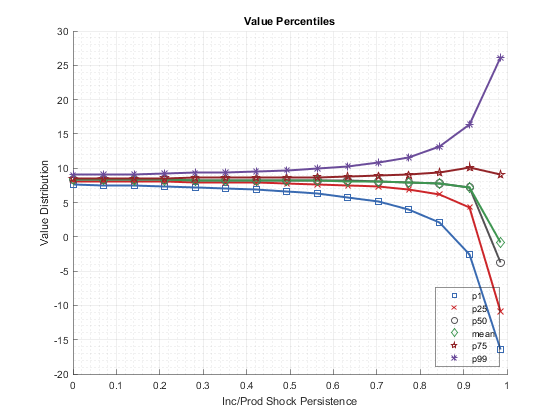 Value Percentiles
30
25
20
15
10
5
0
-5
-10
-15
-20
Value Distribution
p1
p25
p50
mean
p75
p99
0 0.1 0.2 0.3 0.4 0.5 0.6 0.7 0.8 0.9 1
Inc/Prod Shock Persistence